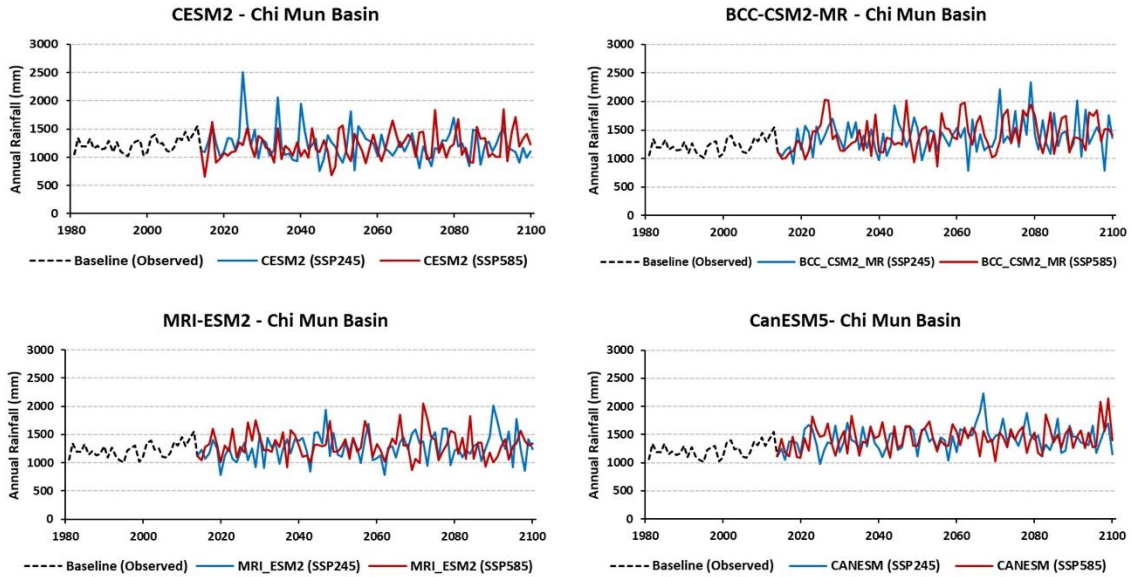 CESM2 - Chi Mun Basin
Annual Rainfall (mm)
3000
2500
2000
1500
1000
500
0
1980 2000 2020 2040 2060 2080 2100
Baseline (Observed) CESM2 (SSP245) CESM2 (SSP585)
BCC-CSM2-MR - Chi Mun Basin
Annual Rainfall (mm)
3000
2500
2000
1500
1000
500
0
1980 2000 2020 2040 2060 2080 2100
Baseline (Observed) BCC_CSM2_MR (SSP245) BCC_CSM2_MR (SSP585)
MRI-ESM2 - Chi Mun Basin
Annual Rainfall (mm)
3000
2500
2000
1500
1000
500
0
1980 2000 2020 2040 2060 2080 2100
Baseline (Observed) MRI_ESM2 (SSP245) MRI_ESM2 (SSP585)
CanESM5- Chi Mun Basin
Annual Rainfall (mm)
3000
2500
2000
1500
1000
500
0
1980 2000 2020 2040 2060 2080 2100
Baseline (Observed) CANESM (SSP245) CANESM (SSP585)